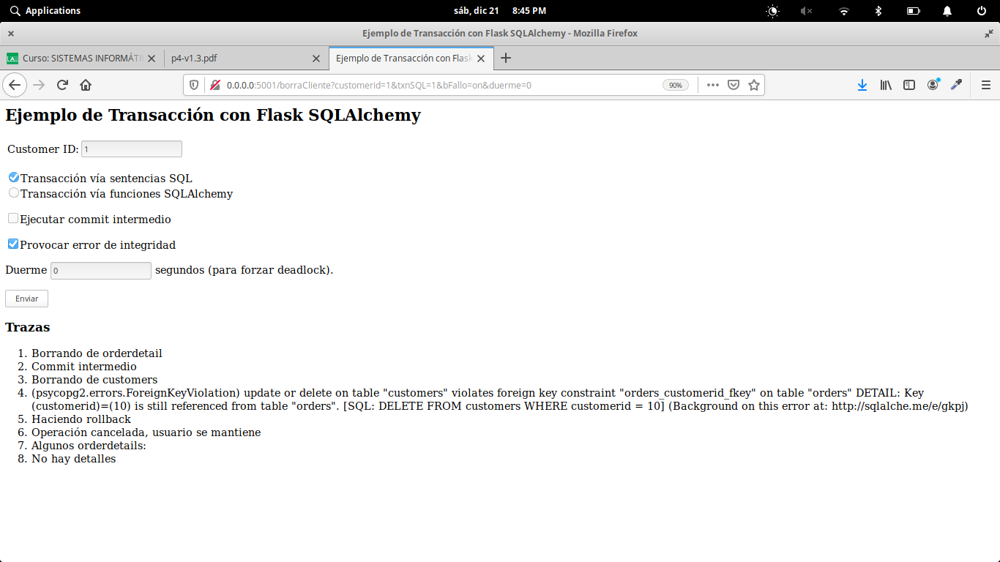 Applications
sáb, dic 21 8:45 PM
Ejemplo de Transacción con Flask SQLAlchemy - Mozilla Firefox
Curso: SISTEMAS INFORMÁTI
p4-v1.3.pdf
Ejemplo de Transacción con Flask
0.0.0.0:5001/borraCliente?customerid=1&txnSQL=1&bFallo=on&duerme=0
90%
Ejemplo de Transacción con Flask SQLAlchemy
Customer ID: 1
Transacción vía sentencias SQL
Transacción vía funciones SQLAlchemy
Ejecutar commit intermedio
Provocar error de integridad
Duerme 0 segundos (para forzar deadlock).
Enviar
Trazas
1. Borrando de orderdetail
2. Commit intermedio
3. Borrando de customers
4. (psycopg2.errors.ForeignKeyViolation) update or delete on table "customers" violates foreign key constraint "orders_customerid_fkey" on table "orders" DETAIL: Key
(customerid)=(10) is still referenced from table "orders". [SQL: DELETE FROM customers WHERE customerid = 10] (Background on this error at: http://sqlalche.me/e/gkpj)
5. Haciendo rollback
6. Operación cancelada, usuario se mantiene
7. Algunos orderdetails:
8. No hay detalles